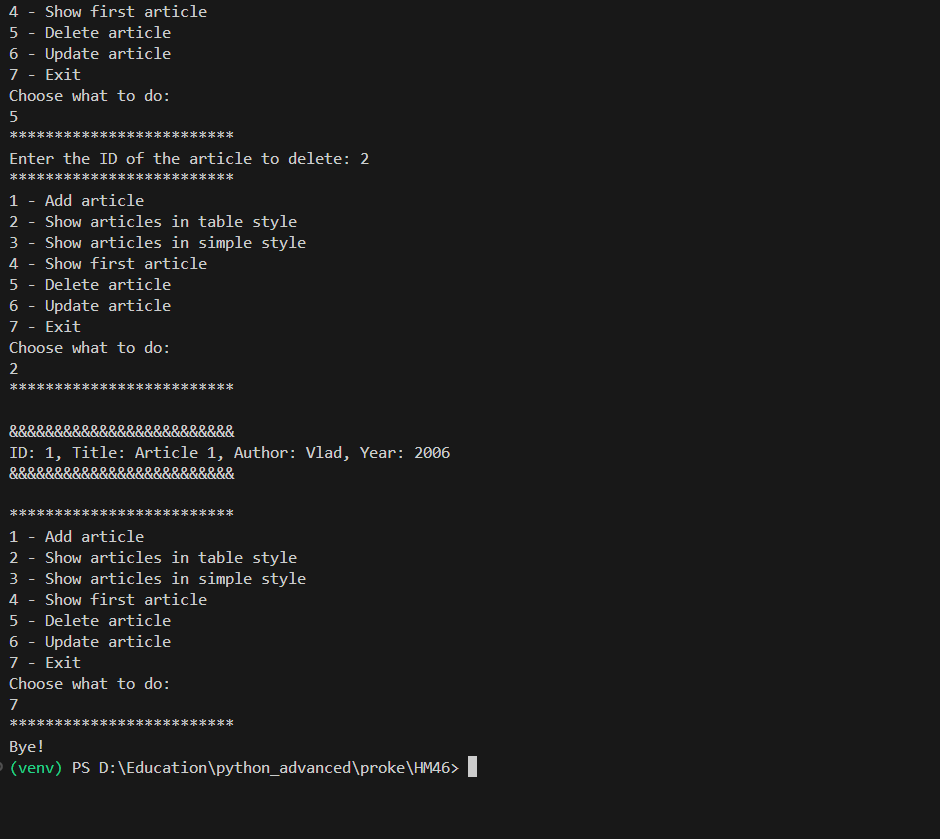 4 - Show first article
5 - Delete article
6 - Update article
7 - Exit
Choose what to do:
5
*************************
Enter the ID of the article to delete: 2
*************************
1 - Add article
2 - Show articles in table style
3 - Show articles in simple style
4 - Show first article
5 - Delete article
6 - Update article
7 - Exit
Choose what to do:
2
*************************

&&&&&&&&&&&&&&&&&&&&&&&&&
ID: 1, Title: Article 1, Author: Vlad, Year: 2006
&&&&&&&&&&&&&&&&&&&&&&&&&

*************************
1 - Add article
2 - Show articles in table style
3 - Show articles in simple style
4 - Show first article
5 - Delete article
6 - Update article
7 - Exit
Choose what to do:
7
*************************
Bye!
(venv) PS D:\Education\python_advanced\proke\HM46>